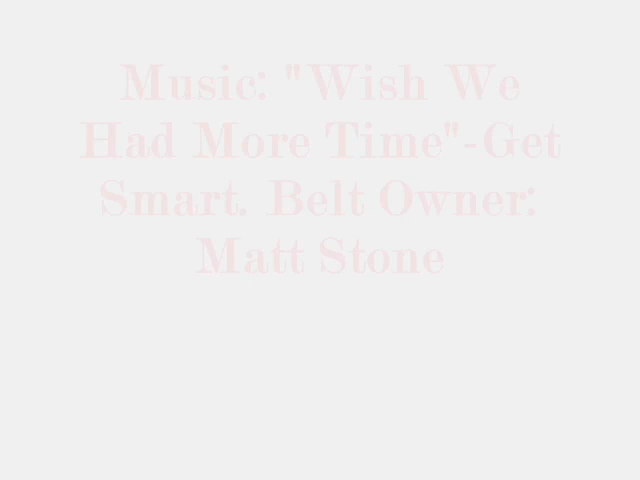 Music: "Wish We
Had More Time"-Get
Smart. Belt Owner:
Matt Stone